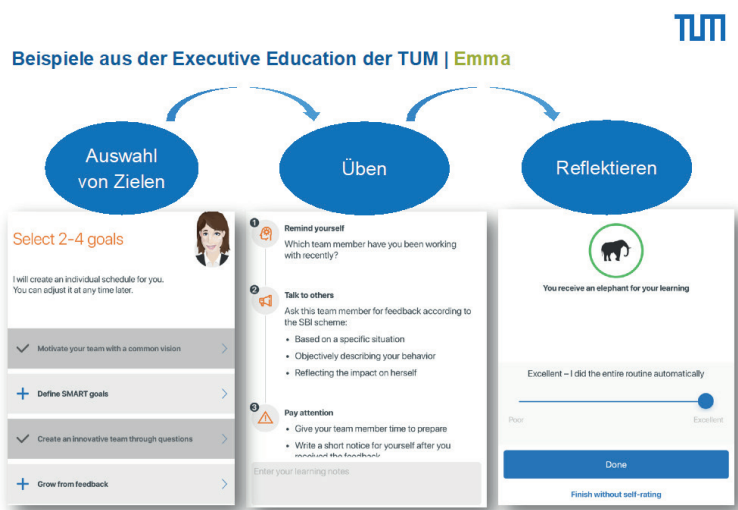 TUM
Beispiele aus der Executive Education der TUM | Emma
Auswahl
von Zielen
Üben
Reflektieren
Select 2-4 goals
I will create an individual schedule for you.
You can adjust it at any time later.
Motivate your team with a common vision
Define SMART goals
Create an innovative team through questions
Grow from feedback
1
Remind yourself
Which team member have you been working
with recently?
2
Talk to others
Ask this team member for feedback according to
the SBI scheme:
• Based on a specific situation
• Objectively describing your behavior
• Reflecting the impact on herself
3
Pay attention
• Give your team member time to prepare
• Write a short notice for yourself after you
received the feedback
Enter your learning notes
You receive an elephant for your learning
Excellent – I did the entire routine automatically
Poor
Excellent
Done
Finish without self-rating